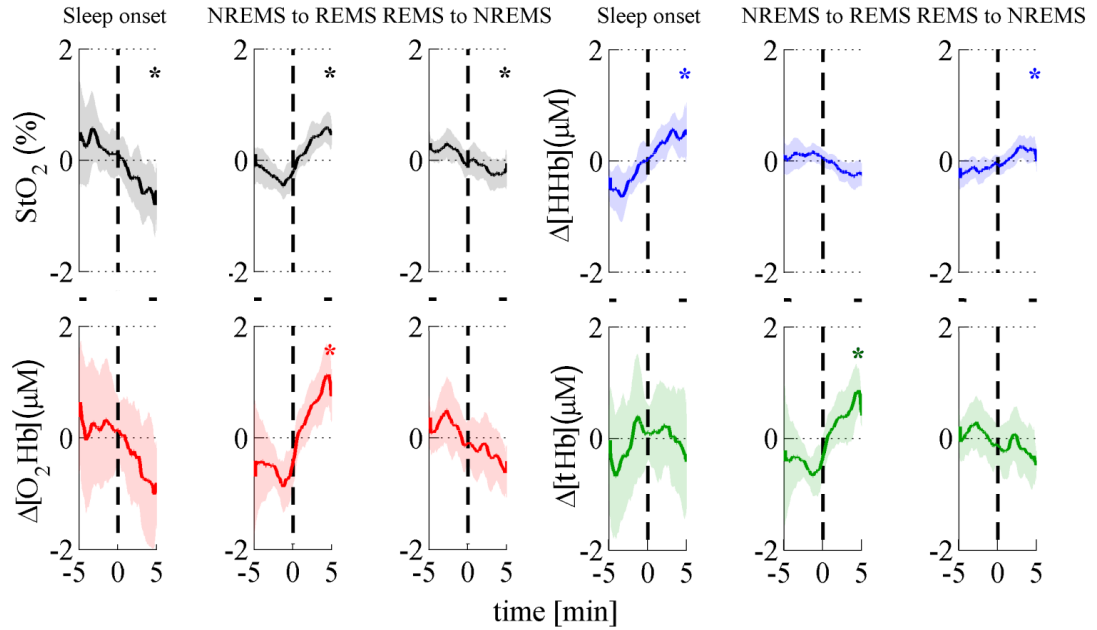 Sleep onset NREMS to REMS REMS to NREMS Sleep onset NREMS to REMS REMS to NREMS
2 2 2 2 2 2
* * * * *
StO2 (%) Δ[HHb](μM)
0 0 0 0 0 0
-2 -2 -2 -2 -2 -2
2 2 2 2 2 2
* *
Δ[O2Hb](μM) Δ[tHb](μM)
0 0 0 0 0 0
-2 -2 -2 -2 -2 -2
-5 0 5 -5 0 5 -5 0 5 -5 0 5 -5 0 5 -5 0 5
time [min]